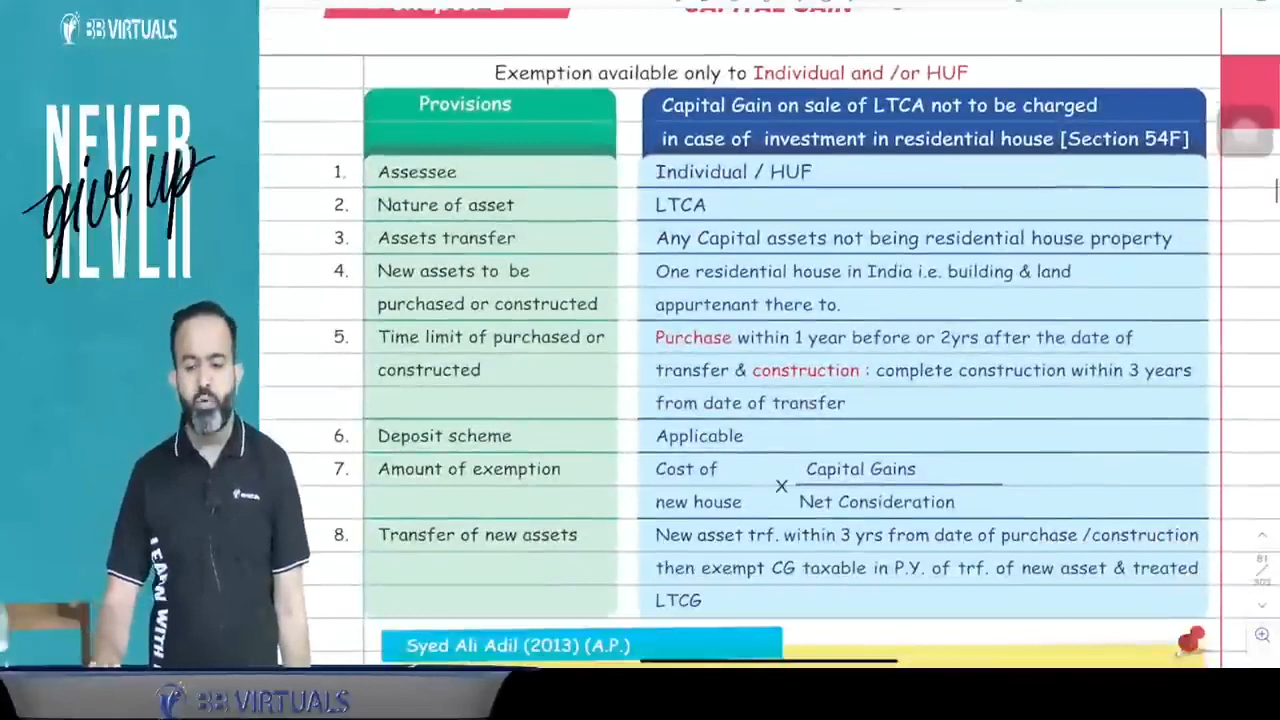 BB VIRTUALS
NEVER
give up
NEVER
CAPITAL GAIN
Exemption available only to Individual and /or HUF
Provisions
Capital Gain on sale of LTCA not to be charged
in case of investment in residential house [Section 54F]
1. Assessee
Individual / HUF
2. Nature of asset
LTCA
3. Assets transfer
Any Capital assets not being residential house property
4. New assets to be
purchased or constructed
One residential house in India i.e. building & land
appurtenant there to.
5. Time limit of purchased or
constructed
Purchase within 1 year before or 2yrs after the date of
transfer & construction : complete construction within 3 years
from date of transfer
6. Deposit scheme
Applicable
7. Amount of exemption
Cost of
new house
X
Capital Gains
Net Consideration
8. Transfer of new assets
New asset trf. within 3 yrs from date of purchase /construction
then exempt CG taxable in P.Y. of trf. of new asset & treated
LTCG
Syed Ali Adil (2013) (A.P.)
81
LEARN WITH
BB VIRTUALS